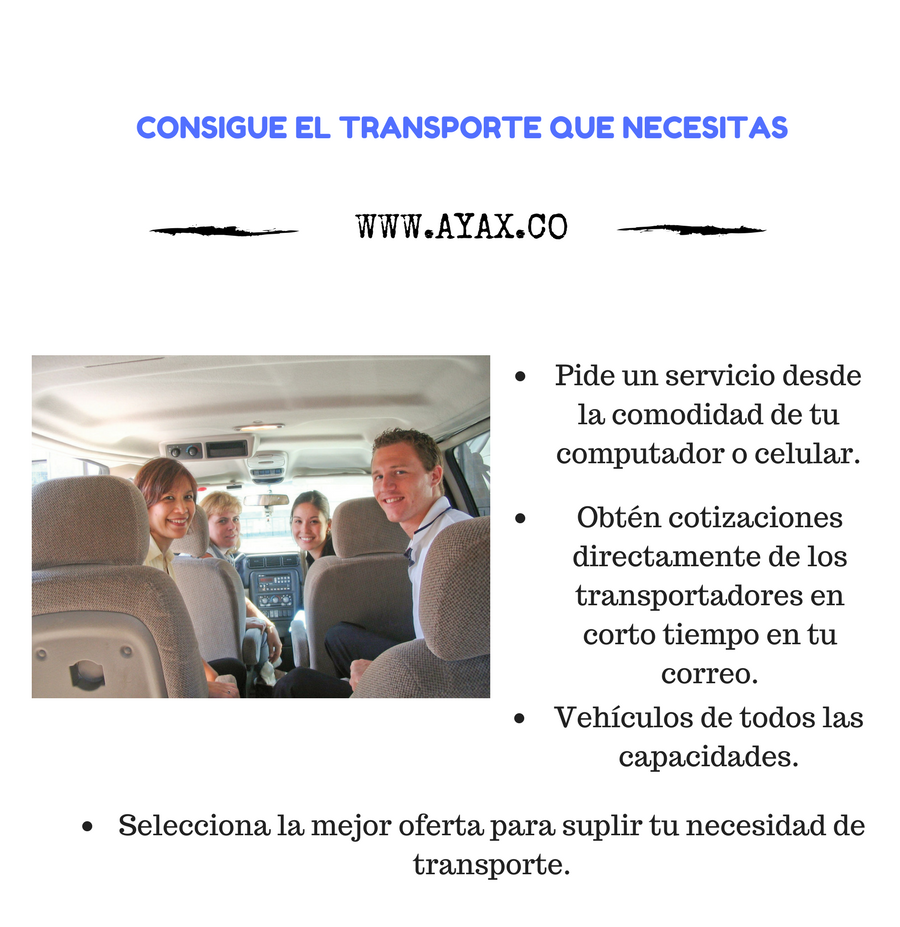 CONSIGUE EL TRANSPORTE QUE NECESITAS
WWW.AYAX.CO
• Pide un servicio desde
la comodidad de tu
computador o celular.
• Obtén cotizaciones
directamente de los
transportadores en
corto tiempo en tu
correo.
• Vehículos de todos las
capacidades.
• Selecciona la mejor oferta para suplir tu necesidad de
transporte.